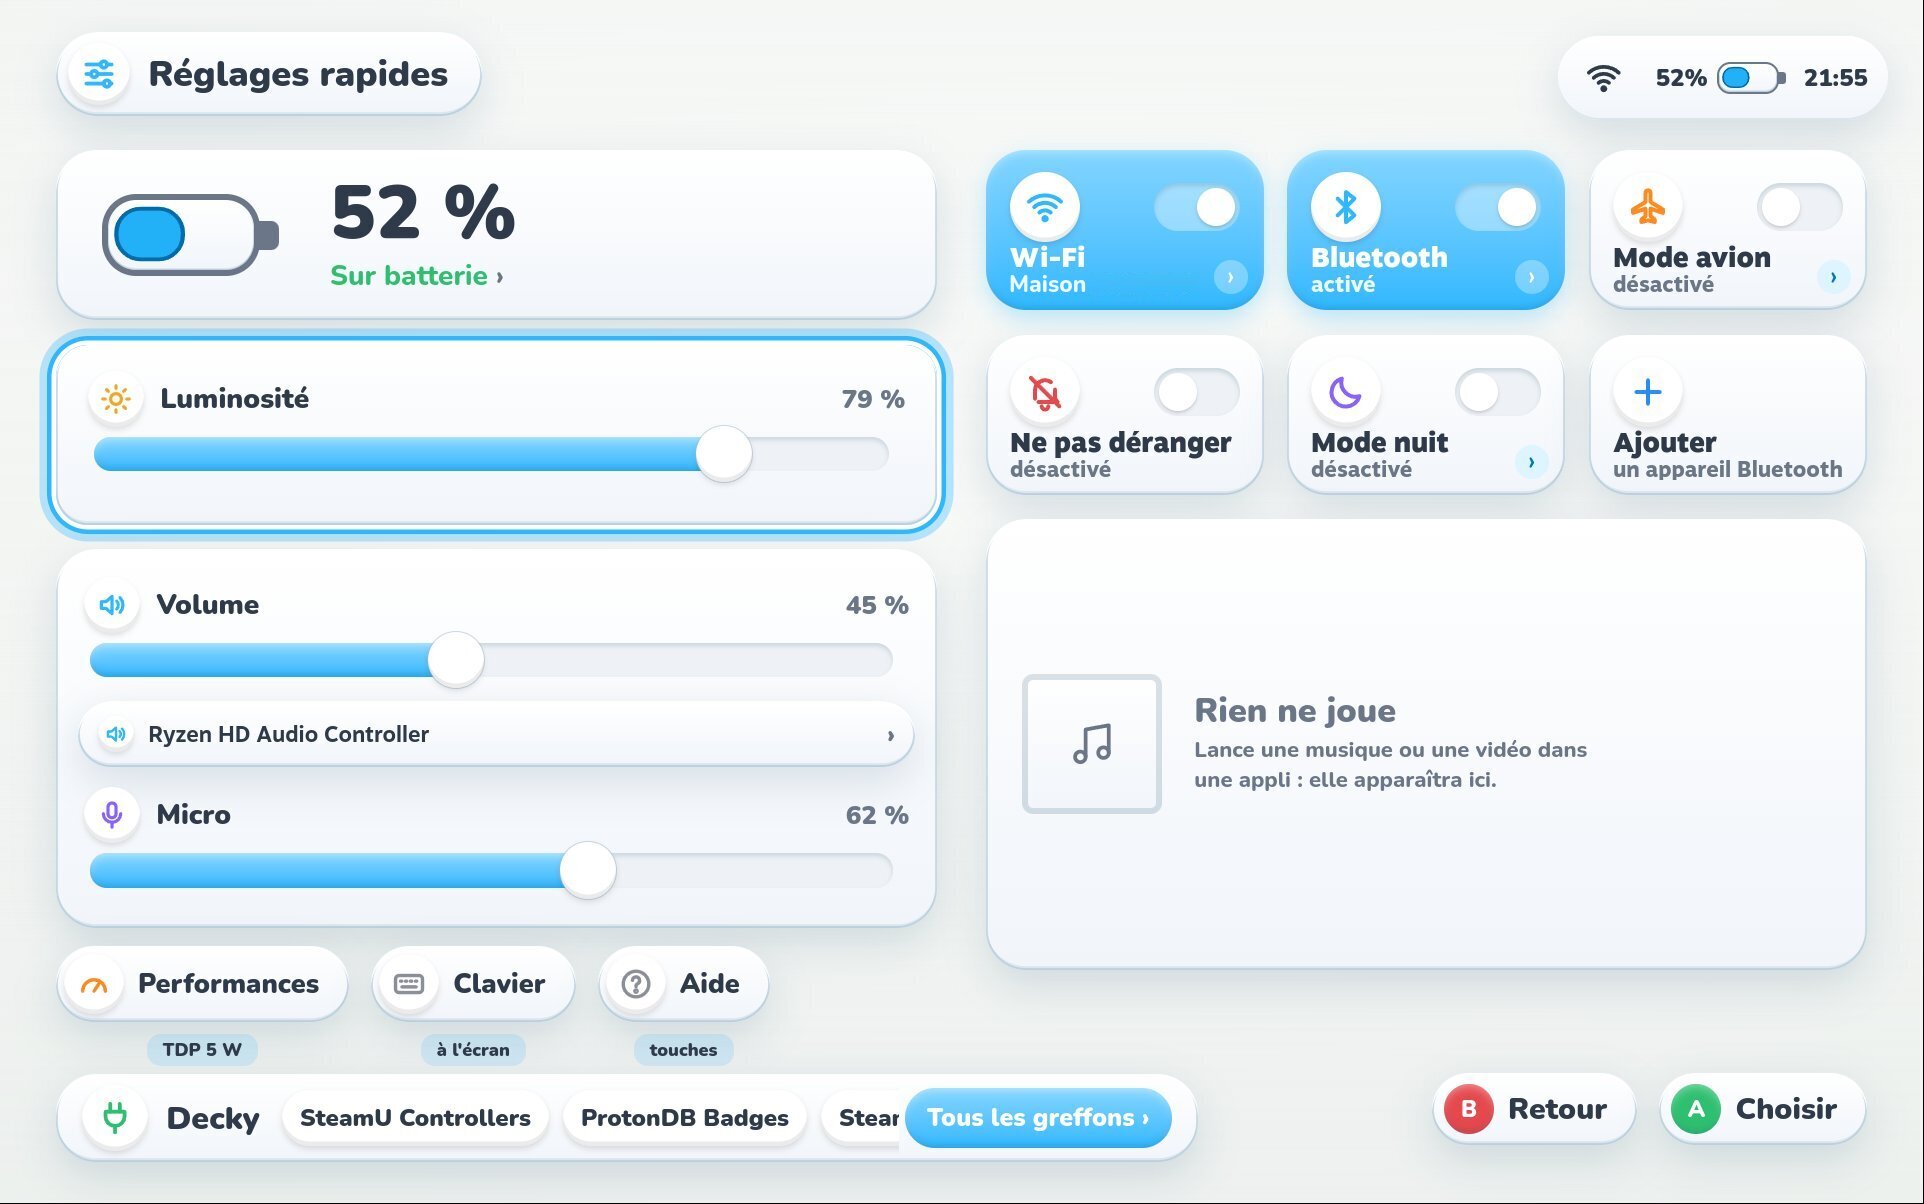 Réglages rapides
52% 21:55
52 %
Sur batterie ›
Luminosité 79 %
Volume 45 %
Ryzen HD Audio Controller ›
Micro 62 %
Performances
TDP 5 W
Clavier
à l'écran
Aide
touches
Wi-Fi
Maison ›
Bluetooth
activé ›
Mode avion
désactivé ›
Ne pas déranger
désactivé
Mode nuit
désactivé ›
Ajouter
un appareil Bluetooth
Rien ne joue
Lance une musique ou une vidéo dans
une appli : elle apparaîtra ici.
Decky SteamU Controllers ProtonDB Badges Stear Tous les greffons ›
B Retour A Choisir